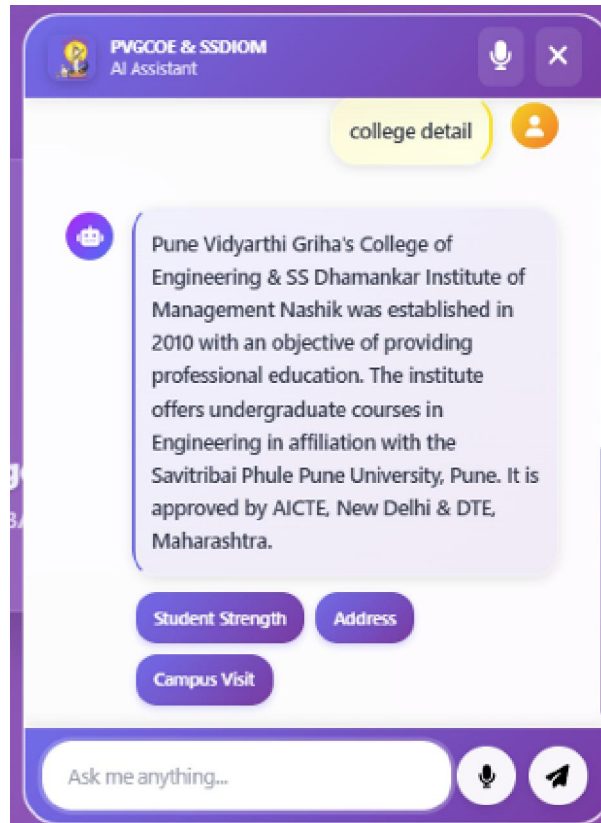 PVGCOE & SSDIOM
AI Assistant
college detail
Pune Vidyarthi Griha's College of
Engineering & SS Dhamankar Institute of
Management Nashik was established in
2010 with an objective of providing
professional education. The institute
offers undergraduate courses in
Engineering in affiliation with the
Savitribai Phule Pune University, Pune. It is
approved by AICTE, New Delhi & DTE,
Maharashtra.
Student Strength
Address
Campus Visit
Ask me anything...